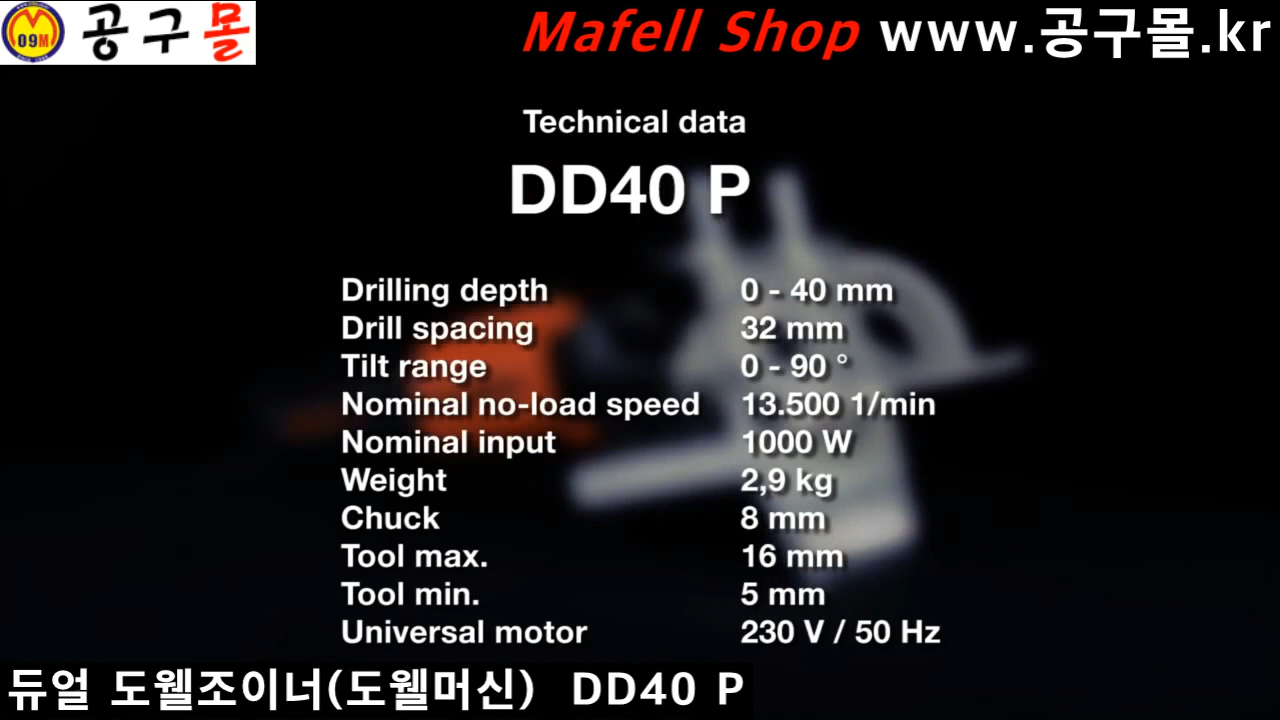 09M 공구몰
Mafell Shop www.공구몰.kr
Technical data
DD40 P
Drilling depth 0 - 40 mm
Drill spacing 32 mm
Tilt range 0 - 90 °
Nominal no-load speed 13.500 1/min
Nominal input 1000 W
Weight 2,9 kg
Chuck 8 mm
Tool max. 16 mm
Tool min. 5 mm
Universal motor 230 V / 50 Hz
듀얼 도웰조이너(도웰머신) DD40 P